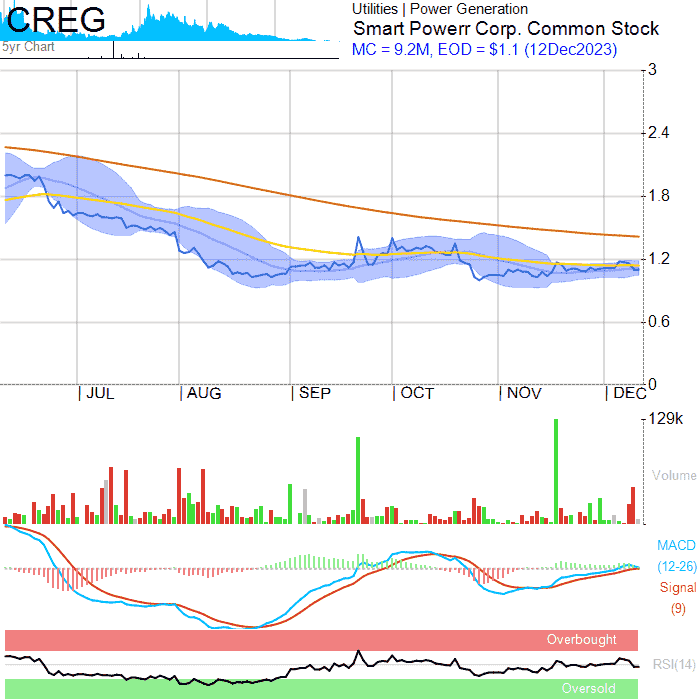 CREG
5yr Chart
Utilities | Power Generation
Smart Powerr Corp. Common Stock
MC = 9.2M, EOD = $1.1 (12Dec2023)
3
2.4
1.8
1.2
0.6
0
| JUL | AUG | SEP | OCT | NOV | DEC
129k
Volume
MACD
(12-26)
Signal
(9)
Overbought
RSI(14)
Oversold